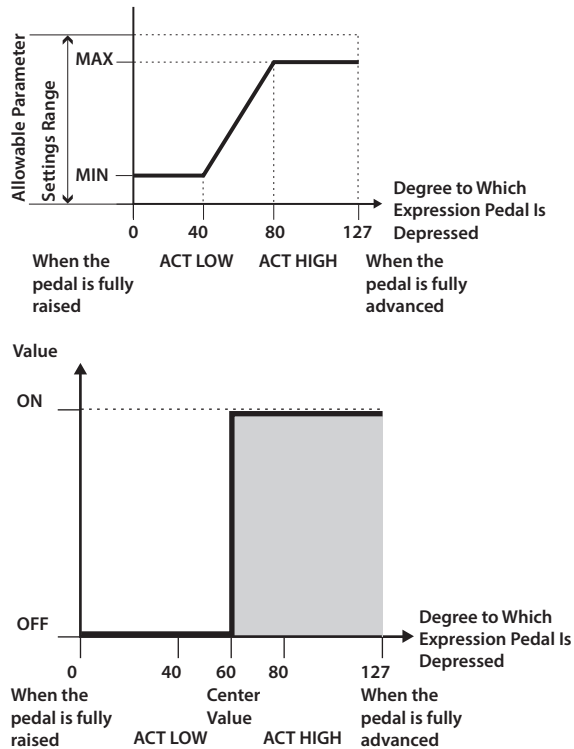 Allowable Parameter
Settings Range
MAX
MIN
Degree to Which
Expression Pedal Is
Depressed
0 40 80 127
When the
pedal is fully
raised
ACT LOW
ACT HIGH
When the
pedal is fully
advanced
Value
ON
OFF
Degree to Which
Expression Pedal Is
Depressed
0 40 60 80 127
When the
pedal is fully
raised
Center
Value
When the
pedal is fully
advanced
ACT LOW
ACT HIGH